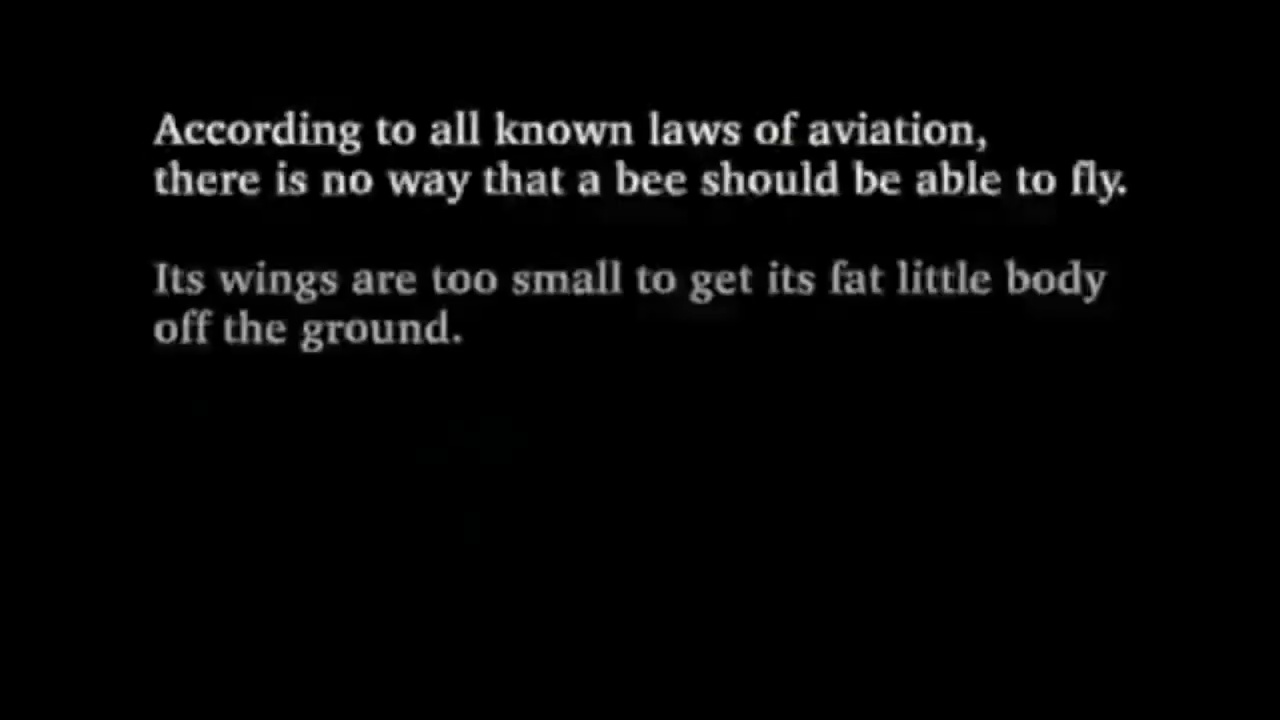 According to all known laws of aviation,
there is no way that a bee should be able to fly.
Its wings are too small to get its fat little body
off the ground.